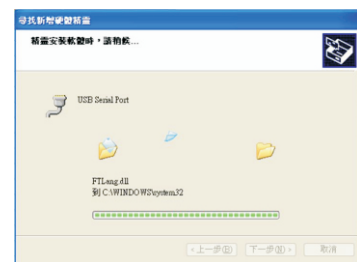 尋找新增硬體精靈
精靈安裝軟體時，請稍候...
USB Serial Port
FTLang.dll
到 C:\WINDOWS\system32
< 上一步(B)
下一步(N) >
取消